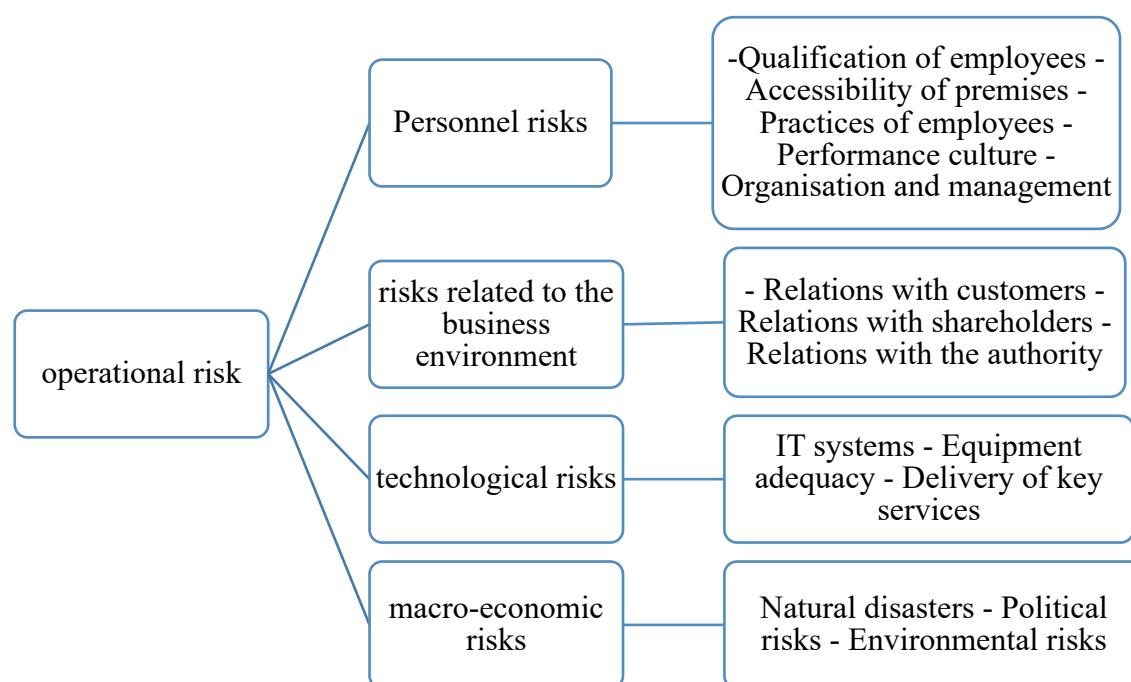 operational risk
Personnel risks
-Qualification of employees -
Accessibility of premises -
Practices of employees -
Performance culture -
Organisation and management
risks related to the
business
environment
- Relations with customers -
Relations with shareholders -
Relations with the authority
technological risks
IT systems - Equipment
adequacy - Delivery of key
services
macro-economic
risks
Natural disasters - Political
risks - Environmental risks